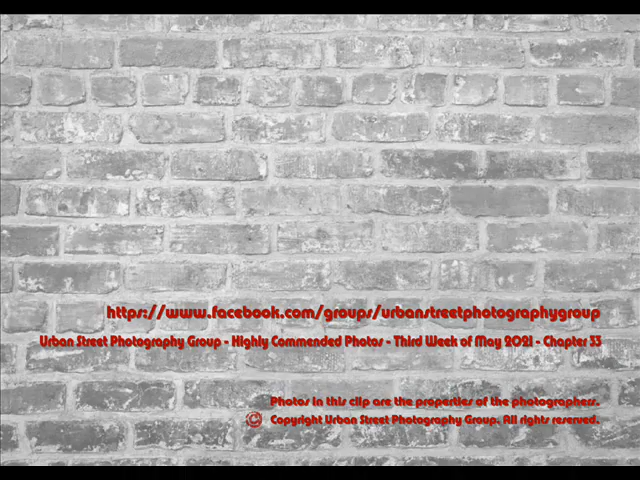 https://www.facebook.com/groups/urbanstreetphotographygroup
Urban Street Photography Group - Highly Commended Photos - Third Week of May 2021 - Chapter 33
Photos in this clip are the properties of the photographers.
© Copyright Urban Street Photography Group. All rights reserved.